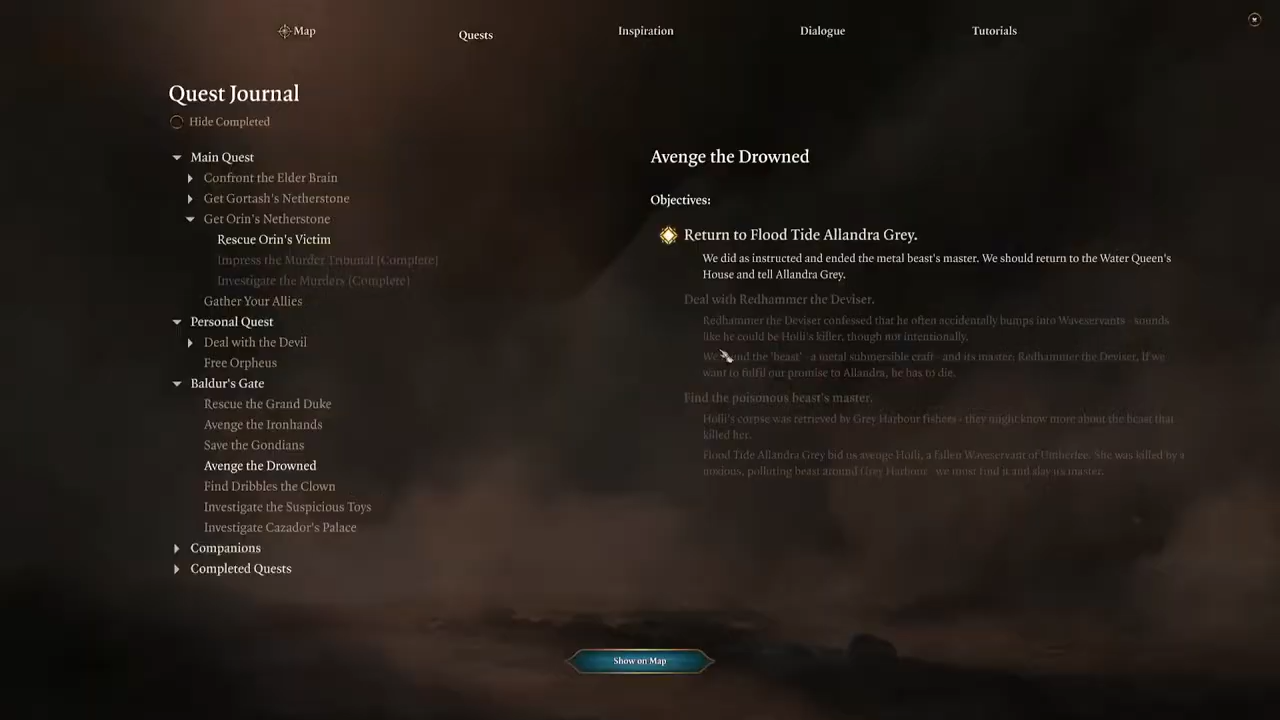 Map
Quests
Inspiration
Dialogue
Tutorials
Quest Journal
Hide Completed
Main Quest
Confront the Elder Brain
Get Gortash's Netherstone
Get Orin's Netherstone
Rescue Orin's Victim
Impress the Murder Tribunal (Complete)
Investigate the Murders (Complete)
Gather Your Allies
Personal Quest
Deal with the Devil
Free Orpheus
Baldur's Gate
Rescue the Grand Duke
Avenge the Ironhands
Save the Gondians
Avenge the Drowned
Find Dribbles the Clown
Investigate the Suspicious Toys
Investigate Cazador's Palace
Companions
Completed Quests
Avenge the Drowned
Objectives:
Return to Flood Tide Allandra Grey.
We did as instructed and ended the metal beast's master. We should return to the Water Queen's
House and tell Allandra Grey.
Deal with Redhammer the Deviser.
Redhammer the Deviser confessed that he often accidentally bumps into Waveservants - sounds
like he could be Holli's killer, though not intentionally.
We found the 'beast' - a metal submersible craft - and its master; Redhammer the Deviser. If we
want to fulfil our promise to Allandra, he has to die.
Find the poisonous beast's master.
Holli's corpse was retrieved by Grey Harbour fishers - they might know more about the beast that
killed her.
Flood Tide Allandra Grey bid us avenge Holli, a fallen Waveservant of Umberlee. She was killed by a
noxious, polluting beast around Grey Harbour - we must find it and slay its master.
Show on Map